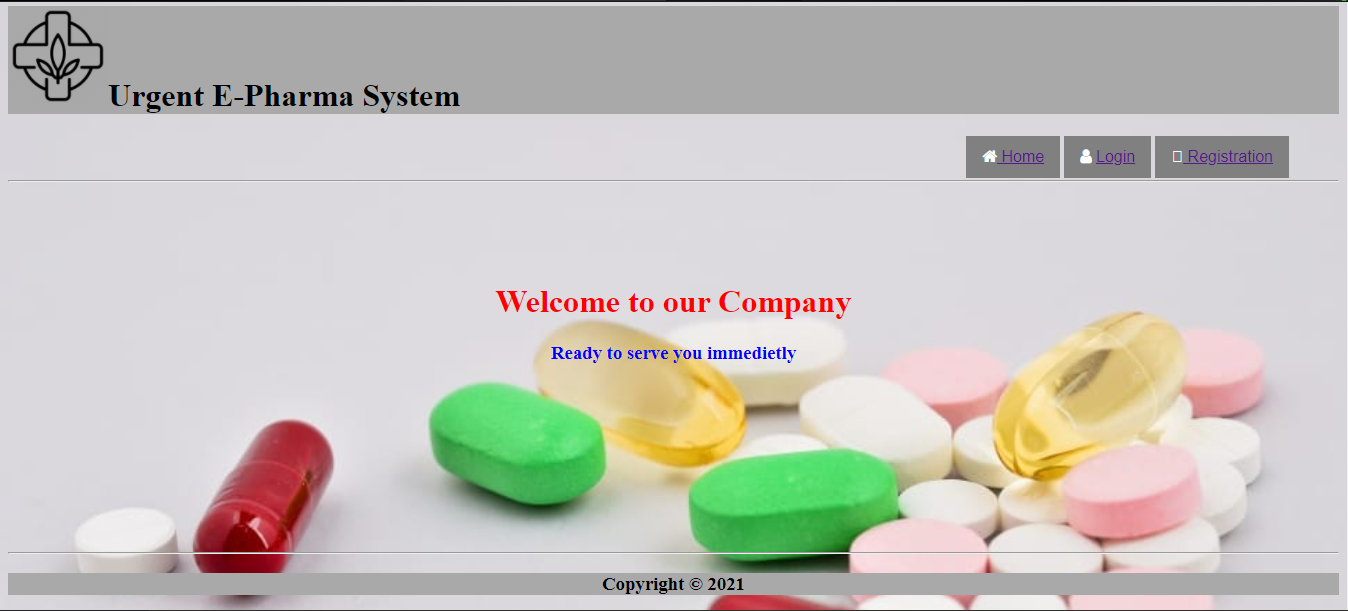 Urgent E-Pharma System
Home Login Registration
Welcome to our Company
Ready to serve you immedietly
Copyright © 2021